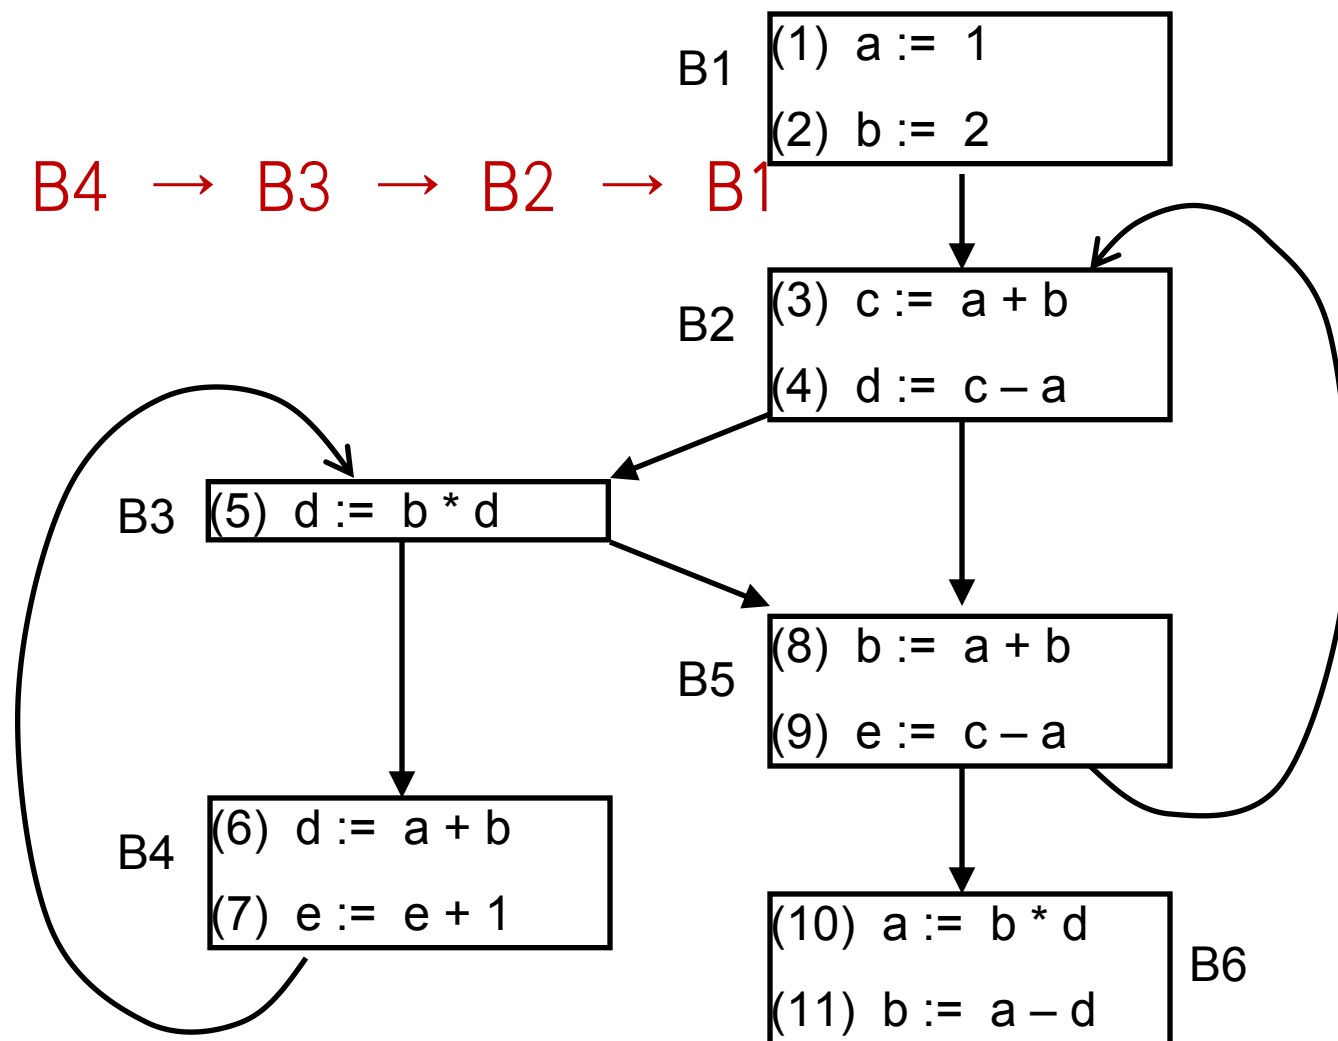 B1
(1) a := 1
(2) b := 2
B4 → B3 → B2 → B1
B2
(3) c := a + b
(4) d := c – a
B3
(5) d := b * d
B5
(8) b := a + b
(9) e := c – a
B4
(6) d := a + b
(7) e := e + 1
(10) a := b * d
(11) b := a – d
B6